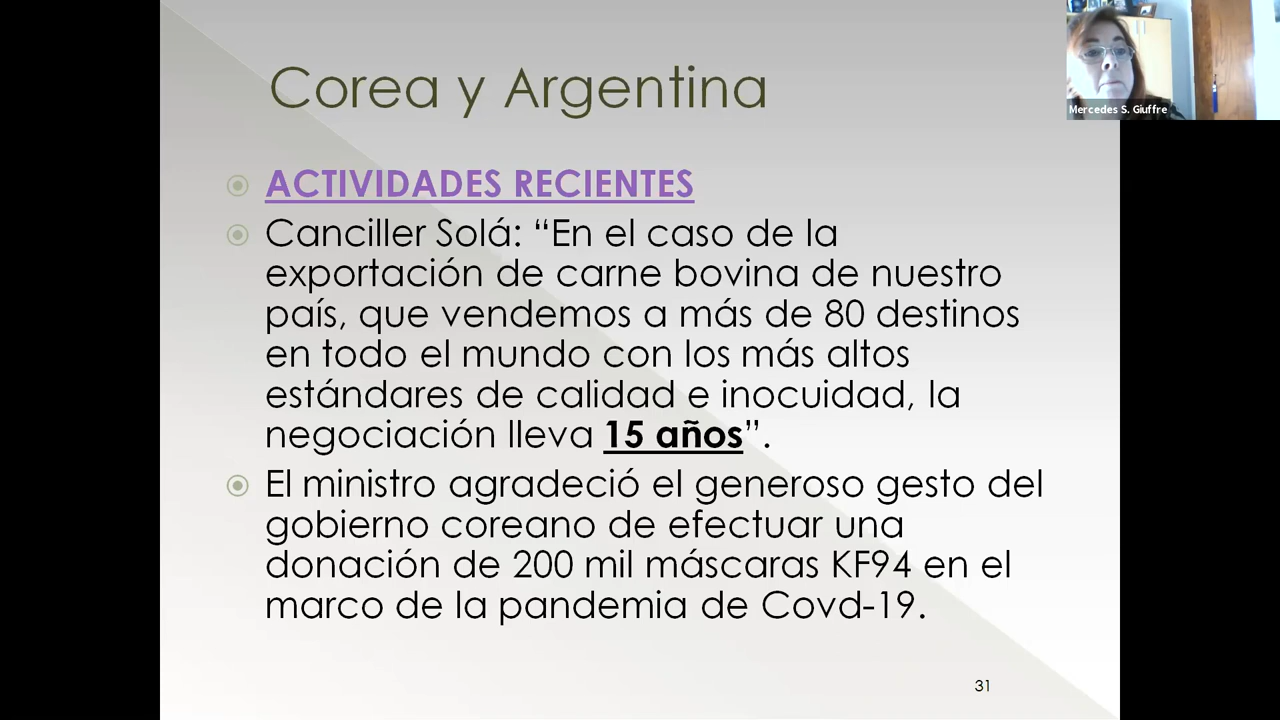 Corea y Argentina
Mercedes S. Giuffre
ACTIVIDADES RECIENTES
Canciller Solá: “En el caso de la
exportación de carne bovina de nuestro
país, que vendemos a más de 80 destinos
en todo el mundo con los más altos
estándares de calidad e inocuidad, la
negociación lleva 15 años”.
El ministro agradeció el generoso gesto del
gobierno coreano de efectuar una
donación de 200 mil máscaras KF94 en el
marco de la pandemia de Covd-19.
31